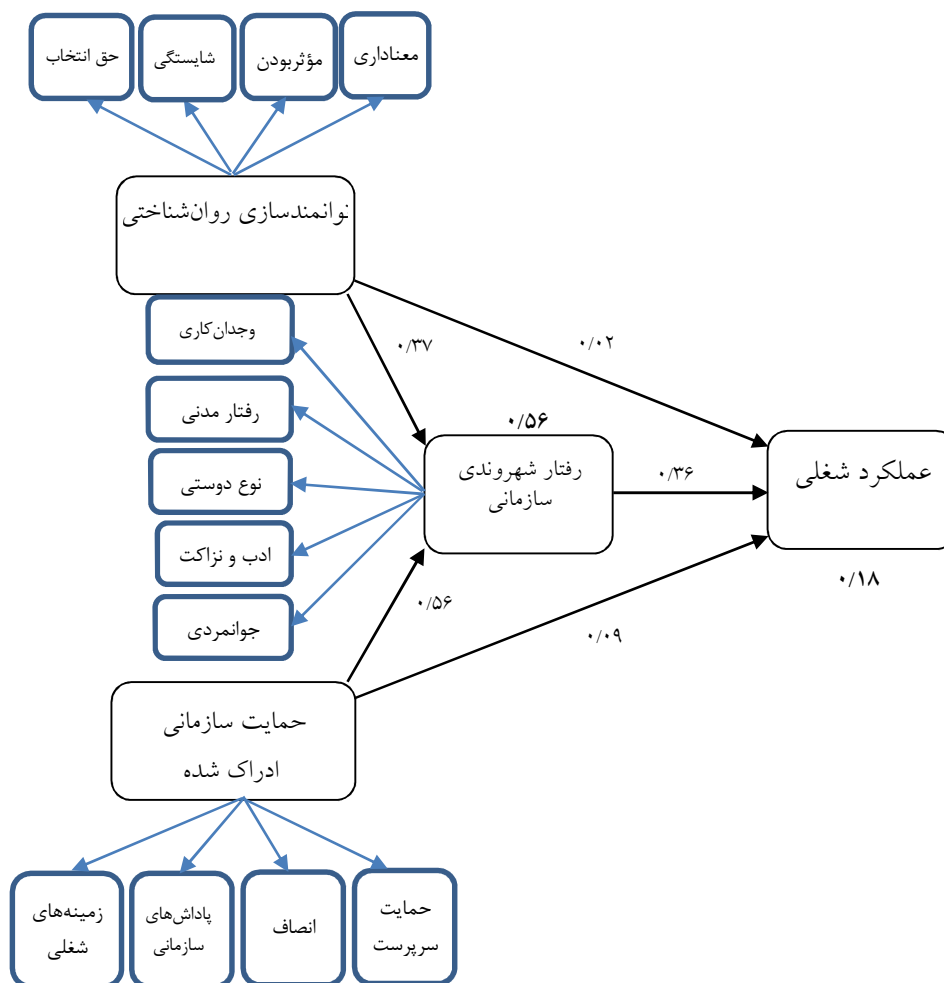 معناداری
مؤثربودن
شایستگی
حق انتخاب
توانمندسازی روان‌شناختی
وجدان‌کاری
۰/۳۷
۰/۰۲
رفتار مدنی
۰/۵۶
نوع دوستی
رفتار شهروندی
سازمانی
۰/۳۶
عملکرد شغلی
ادب و نزاکت
۰/۱۸
جوانمردی
۰/۵۶
۰/۰۹
حمایت سازمانی
ادراک شده
حمایت
سرپرست
انصاف
پاداش‌های
سازمانی
زمینه‌های
شغلی